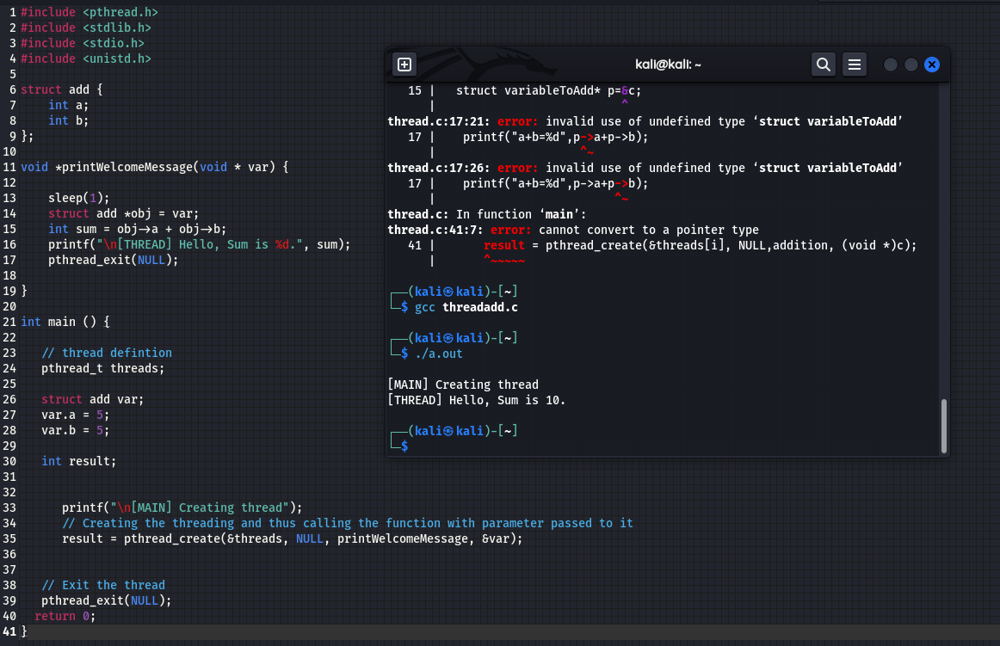 1 #include <pthread.h>
2 #include <stdlib.h>
3 #include <stdio.h>
4 #include <unistd.h>
5
6 struct add {
7     int a;
8     int b;
9 };
10
11 void *printWelcomeMessage(void * var) {
12
13     sleep(1);
14     struct add *obj = var;
15     int sum = obj->a + obj->b;
16     printf("\n[THREAD] Hello, Sum is %d.", sum);
17     pthread_exit(NULL);
18
19 }
20
21 int main () {
22
23    // thread defintion
24    pthread_t threads;
25
26    struct add var;
27    var.a = 5;
28    var.b = 5;
29
30    int result;
31
32
33       printf("\n[MAIN] Creating thread");
34       // Creating the threading and thus calling the function with parameter passed to it
35       result = pthread_create(&threads, NULL, printWelcomeMessage, &var);
36
37
38    // Exit the thread
39    pthread_exit(NULL);
40   return 0;
41 }
kali@kali: ~
15 |   struct variableToAdd* p=&c;
|                           ^
thread.c:17:21: error: invalid use of undefined type ‘struct variableToAdd’
17 |    printf("a+b=%d",p->a+p->b);
|                     ^~
thread.c:17:26: error: invalid use of undefined type ‘struct variableToAdd’
17 |    printf("a+b=%d",p->a+p->b);
|                          ^~
thread.c: In function ‘main’:
thread.c:41:7: error: cannot convert to a pointer type
41 |       result = pthread_create(&threads[i], NULL,addition, (void *)c);
|       ^~~~~~
┌──(kali㉿kali)-[~]
└─$ gcc threadadd.c
┌──(kali㉿kali)-[~]
└─$ ./a.out
[MAIN] Creating thread
[THREAD] Hello, Sum is 10.
┌──(kali㉿kali)-[~]
└─$